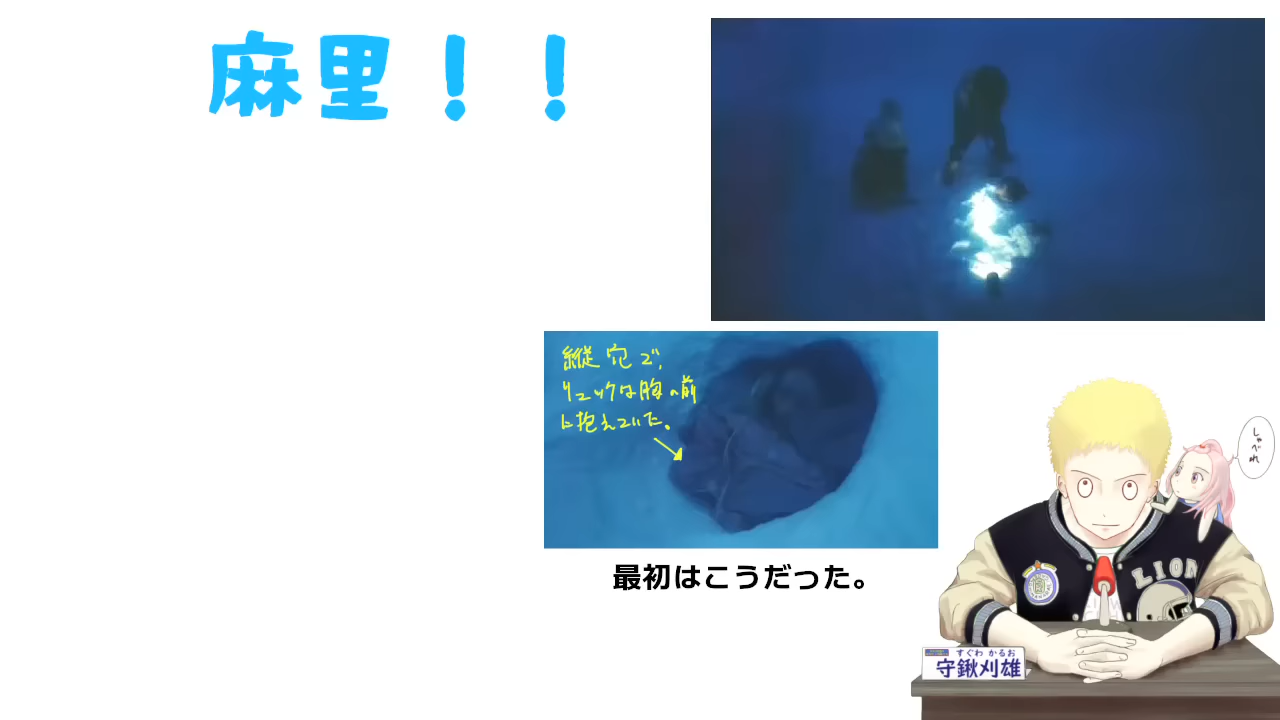 麻里！！
縦穴で、
リュックは胸の前
に抱えていた。
最初はこうだった。
しゃべれ
LION
すぐわ かるお
守鍬刈雄